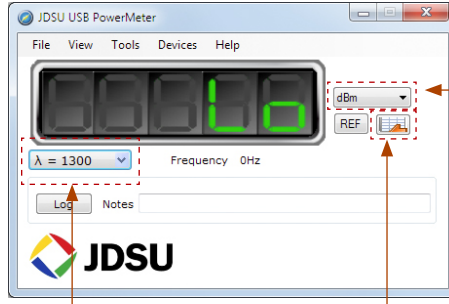 JDSU USB PowerMeter
File View Tools Devices Help
Lo
dBm
REF
λ = 1300 Frequency 0Hz
Log Notes
JDSU